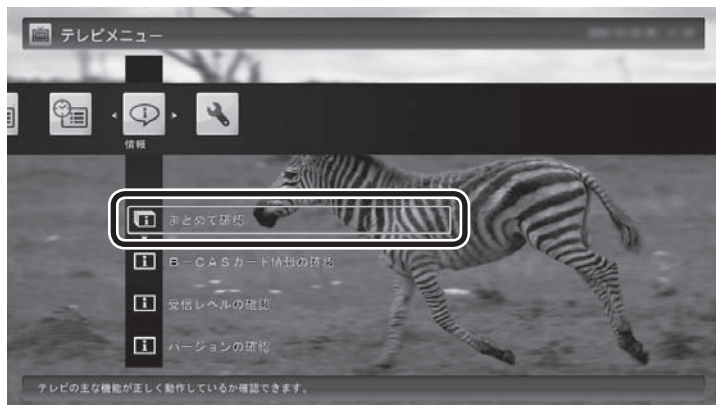 テレビメニュー
情報
まとめて確認
B－CASカード情報の確認
受信レベルの確認
バージョンの確認
テレビの主な機能が正しく動作しているか確認できます。